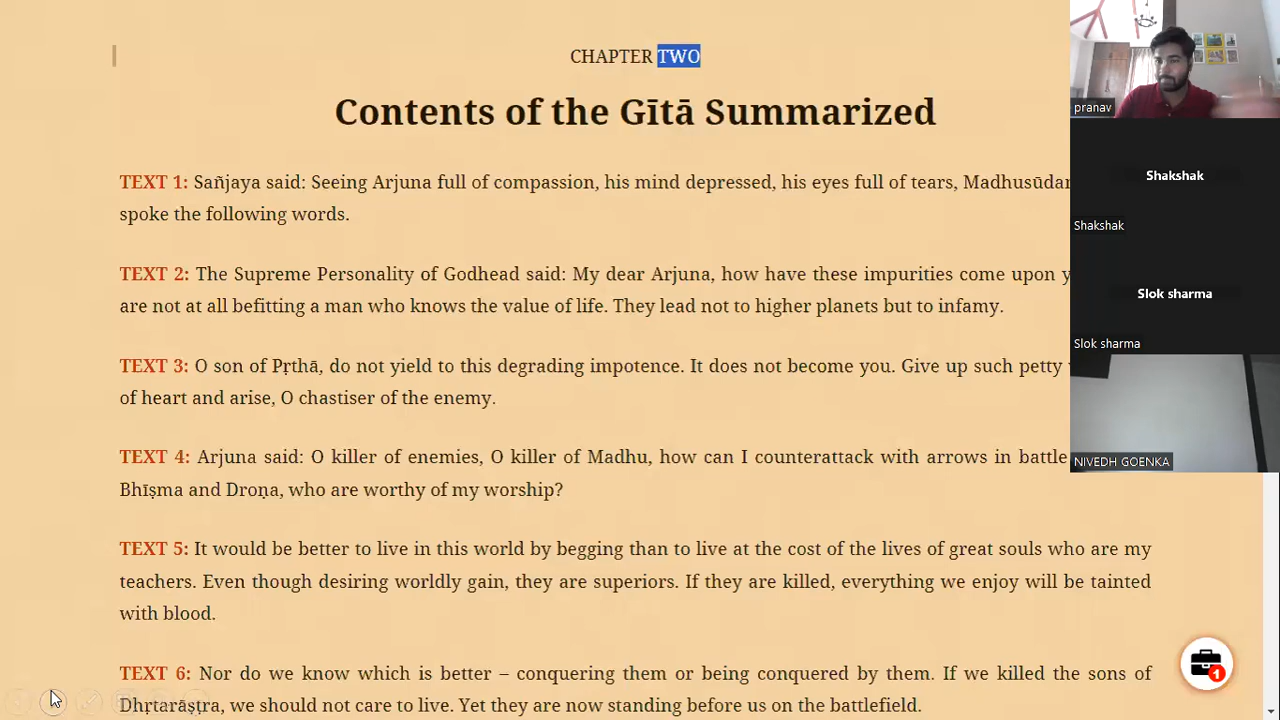 CHAPTER TWO
Contents of the Gītā Summarized
TEXT 1: Sañjaya said: Seeing Arjuna full of compassion, his mind depressed, his eyes full of tears,
spoke the following words.
TEXT 2: The Supreme Personality of Godhead said: My dear Arjuna, how have these impurities come upon
are not at all befitting a man who knows the value of life. They lead not to higher planets but to infamy.
TEXT 3: O son of Pṛthā, do not yield to this degrading impotence. It does not become you. Give up such petty
of heart and arise, O chastiser of the enemy.
TEXT 4: Arjuna said: O killer of enemies, O killer of Madhu, how can I counterattack with arrows in battle
Bhīṣma and Droṇa, who are worthy of my worship?
TEXT 5: It would be better to live in this world by begging than to live at the cost of the lives of great souls who are my
teachers. Even though desiring worldly gain, they are superiors. If they are killed, everything we enjoy will be tainted
with blood.
TEXT 6: Nor do we know which is better – conquering them or being conquered by them. If we killed the sons of
Dhṛtarāṣṭra, we should not care to live. Yet they are now standing before us on the battlefield.
pranav
Shakshak
Shakshak
Slok sharma
Slok sharma
NIVEDH GOENKA
1